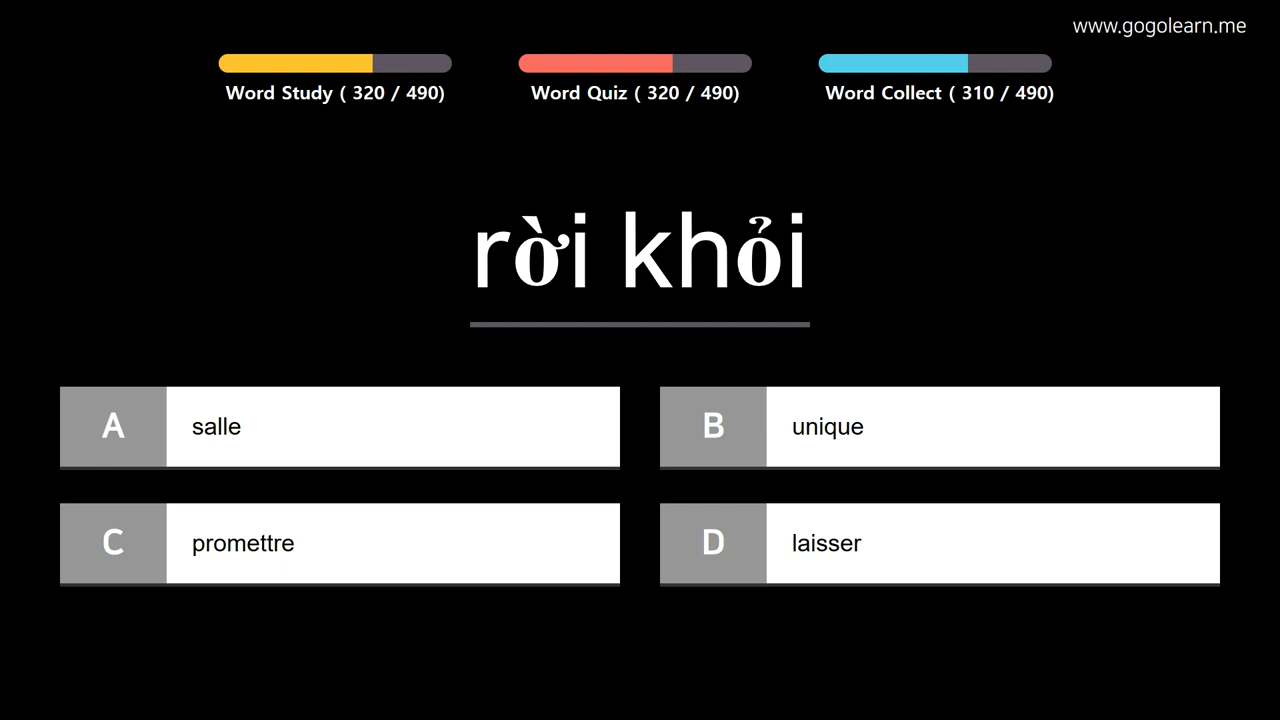 www.gogolearn.me
Word Study ( 320 / 490)
Word Quiz ( 320 / 490)
Word Collect ( 310 / 490)
rời khỏi
A salle
B unique
C promettre
D laisser